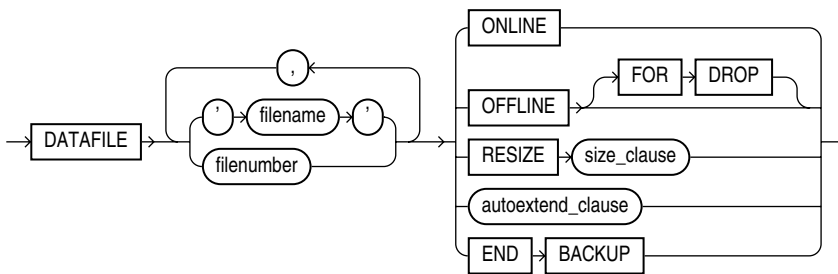 ONLINE
,
FOR DROP
' filename '
OFFLINE
DATAFILE
filenumber
RESIZE size_clause
autoextend_clause
END BACKUP